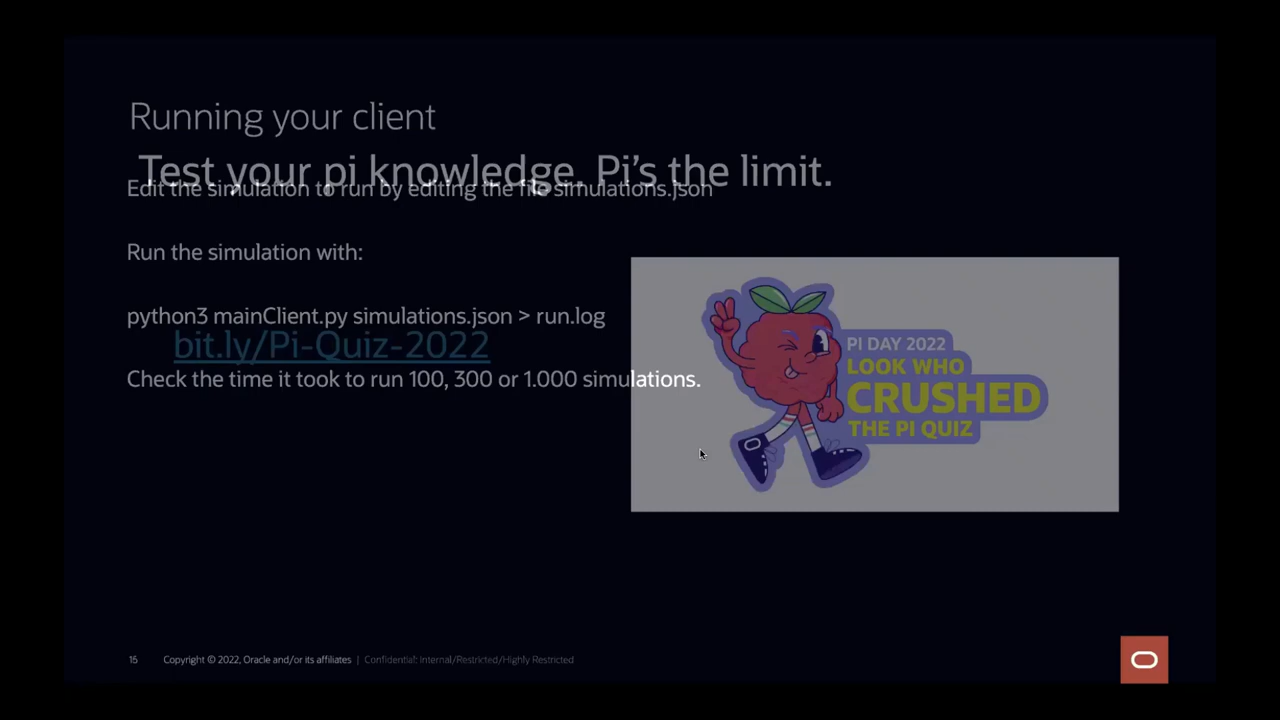 Running your client
Test your pi knowledge. Pi's the limit.
Edit the simulation to run by editing the file simulations.json
Run the simulation with:
python3 mainClient.py simulations.json > run.log
bit.ly/Pi-Quiz-2022
Check the time it took to run 100, 300 or 1.000 simulations.
PI DAY 2022
LOOK WHO
CRUSHED
THE PI QUIZ
15 Copyright © 2022, Oracle and/or its affiliates | Confidential: Internal/Restricted/Highly Restricted